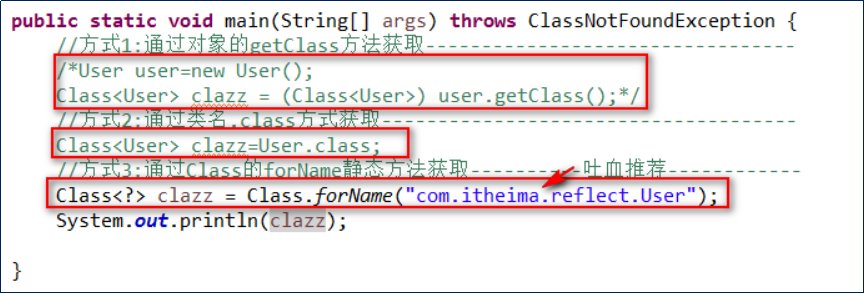 public static void main(String[] args) throws ClassNotFoundException {
//方式1:通过对象的getClass方法获取----------------------------------
/*User user=new User();
Class<User> clazz = (Class<User>) user.getClass();*/
//方式2:通过类名.class方式获取--------------------------------------
Class<User> clazz=User.class;
//方式3:通过Class的forName静态方法获取-----------吐血推荐------------
Class<?> clazz = Class.forName("com.itheima.reflect.User");
System.out.println(clazz);
}